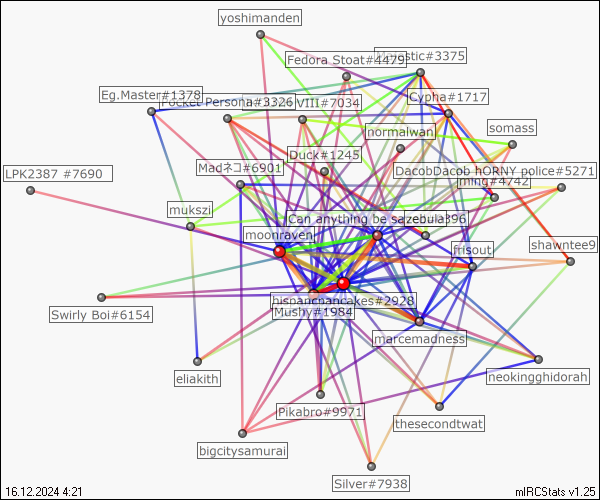 yoshimanden
Fedora Stoat#4479
Majestic#3375
Eg.Master#1378
Cypha#1717
Pocket Persona#3326
VIII#7034
normalwan
somass
Duck#1245
LPK2387 #7690
Madネコ#6901
DacobDacob hORNY police#5271
ming#4742
mukszi
Can anything be sazebula396
moonraven
jfrisout
shawntee9
hispanchancakes#2928
Swirly Boi#6154
Mushy#1984
marcemadness
eliakith
neokingghidorah
Pikabro#9971
thesecondtwat
bigcitysamurai
Silver#7938
16.12.2024 4:21
mIRCStats v1.25